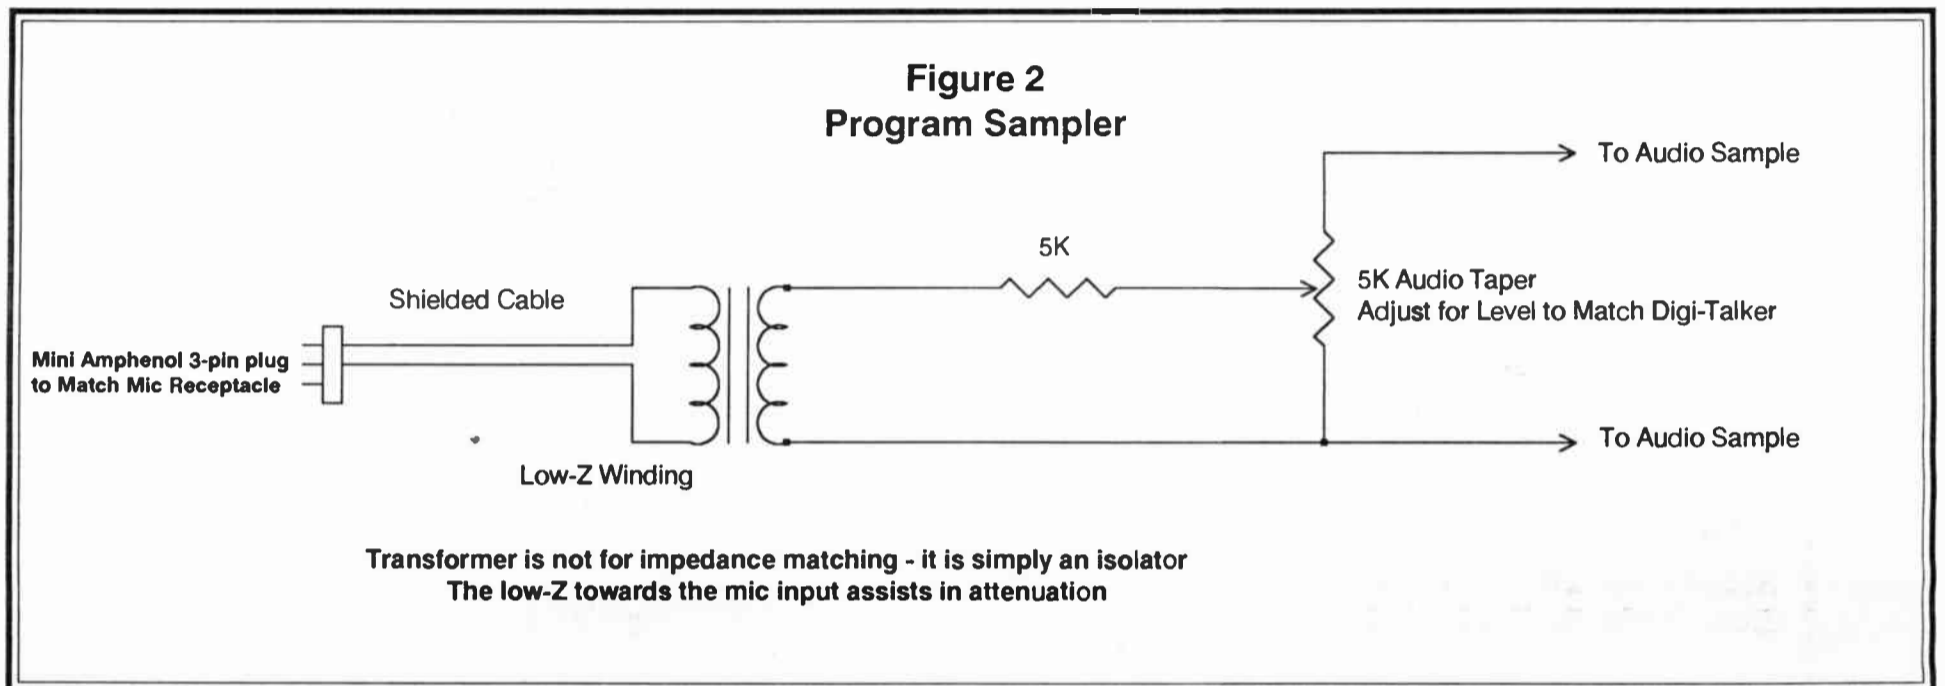 Figure 2
Program Sampler
To Audio Sample
5K
5K Audio Taper
Adjust for Level to Match Digi-Talker
Shielded Cable
Mini Amphenol 3-pin plug
to Match Mic Receptacle
To Audio Sample
Low-Z Winding
Transformer is not for impedance matching - it is simply an isolator
The low-Z towards the mic input assists in attenuation